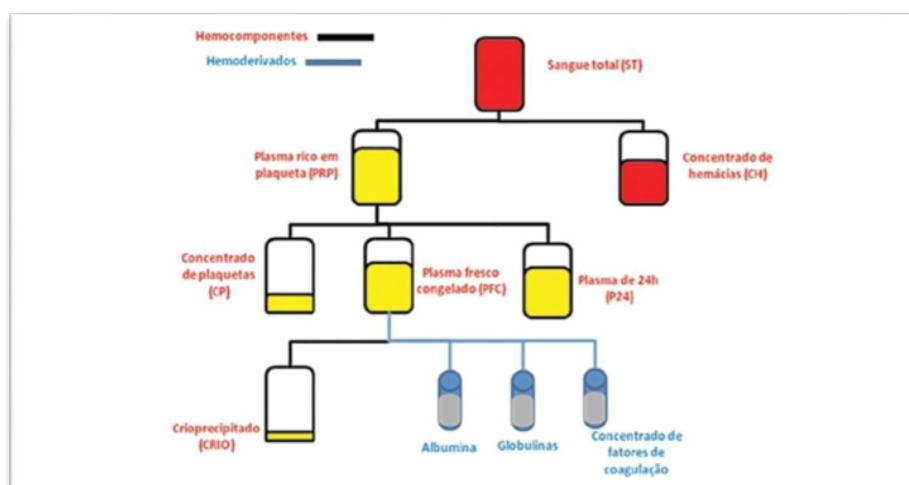 Hemocomponentes
Hemoderivados
Sangue total (ST)
Plasma rico em
plaqueta (PRP)
Concentrado de
hemácias (CH)
Concentrado
de plaquetas
(CP)
Plasma fresco
congelado (PFC)
Plasma de 24h
(P24)
Crioprecipitado
(CRIO)
Albumina
Globulinas
Concentrado de
fatores de
coagulação